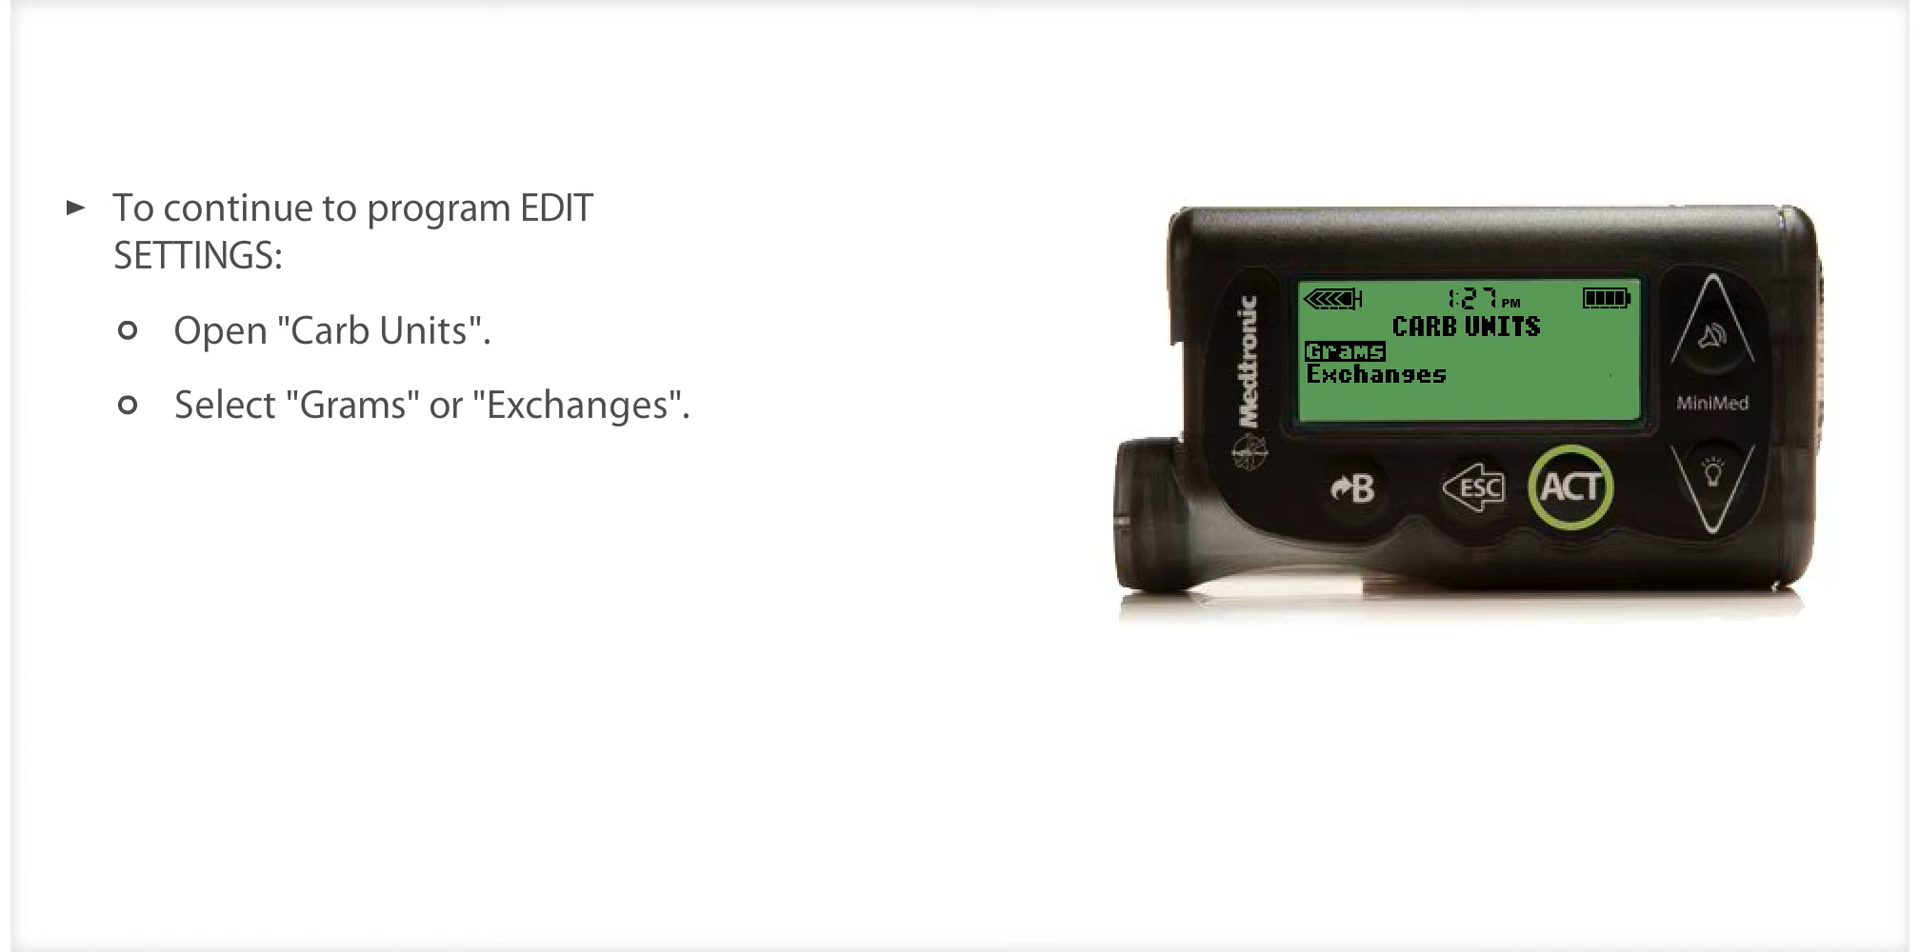 ► To continue to program EDIT
SETTINGS:
Open "Carb Units".
Select "Grams" or "Exchanges".
Medtronic
1:27 PM
CARB UNITS
Grams
Exchanges
MiniMed
B
ESC
ACT